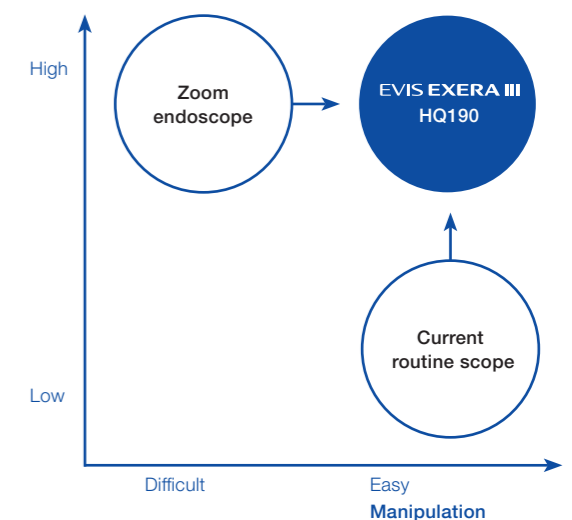 High
Zoom
endoscope
EVIS EXERA III
HQ190
Current
routine scope
Low
Difficult
Easy
Manipulation